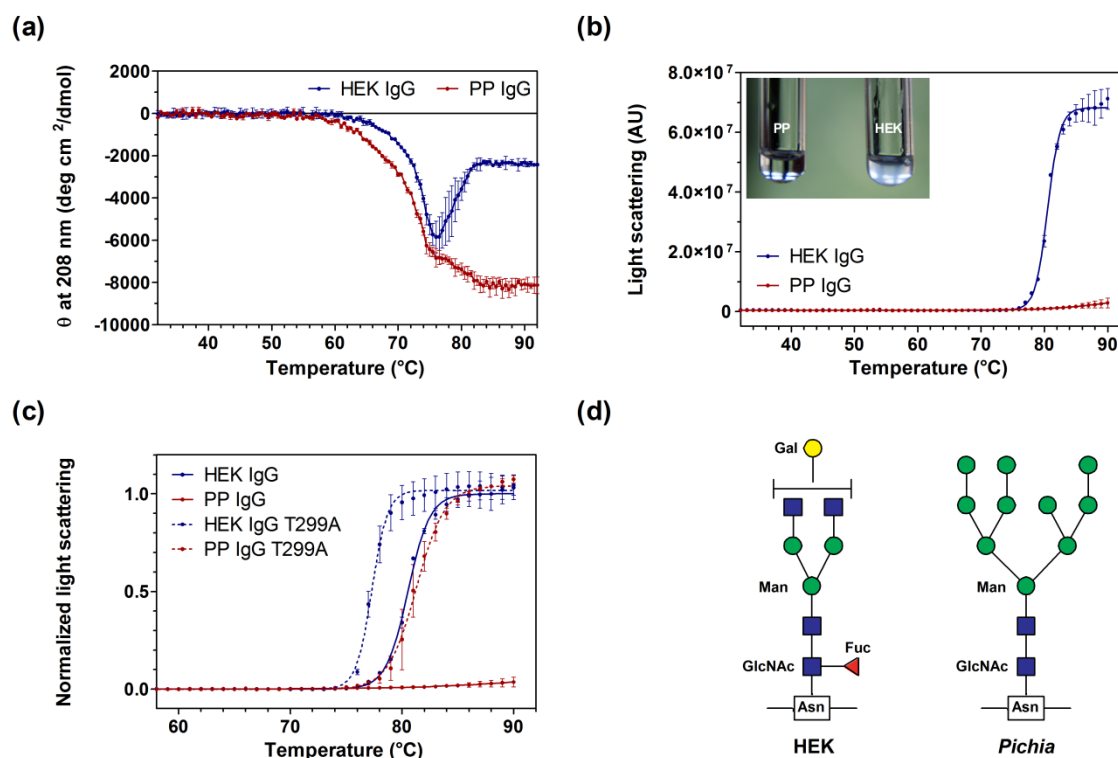 (a)
2000
0
-2000
-4000
-6000
-8000
-10000
θ at 208 nm (deg cm ²/dmol)
HEK IgG PP IgG
40 50 60 70 80 90
Temperature (°C)
(b)
8.0×10⁷
6.0×10⁷
4.0×10⁷
2.0×10⁷
0.0
Light scattering (AU)
PP HEK
HEK IgG
PP IgG
40 50 60 70 80 90
Temperature (°C)
(c)
1.0
0.5
0.0
Normalized light scattering
HEK IgG
PP IgG
HEK IgG T299A
PP IgG T299A
60 70 80 90
Temperature (°C)
(d)
Gal
Man Man
Fuc
GlcNAc GlcNAc
Asn Asn
HEK Pichia